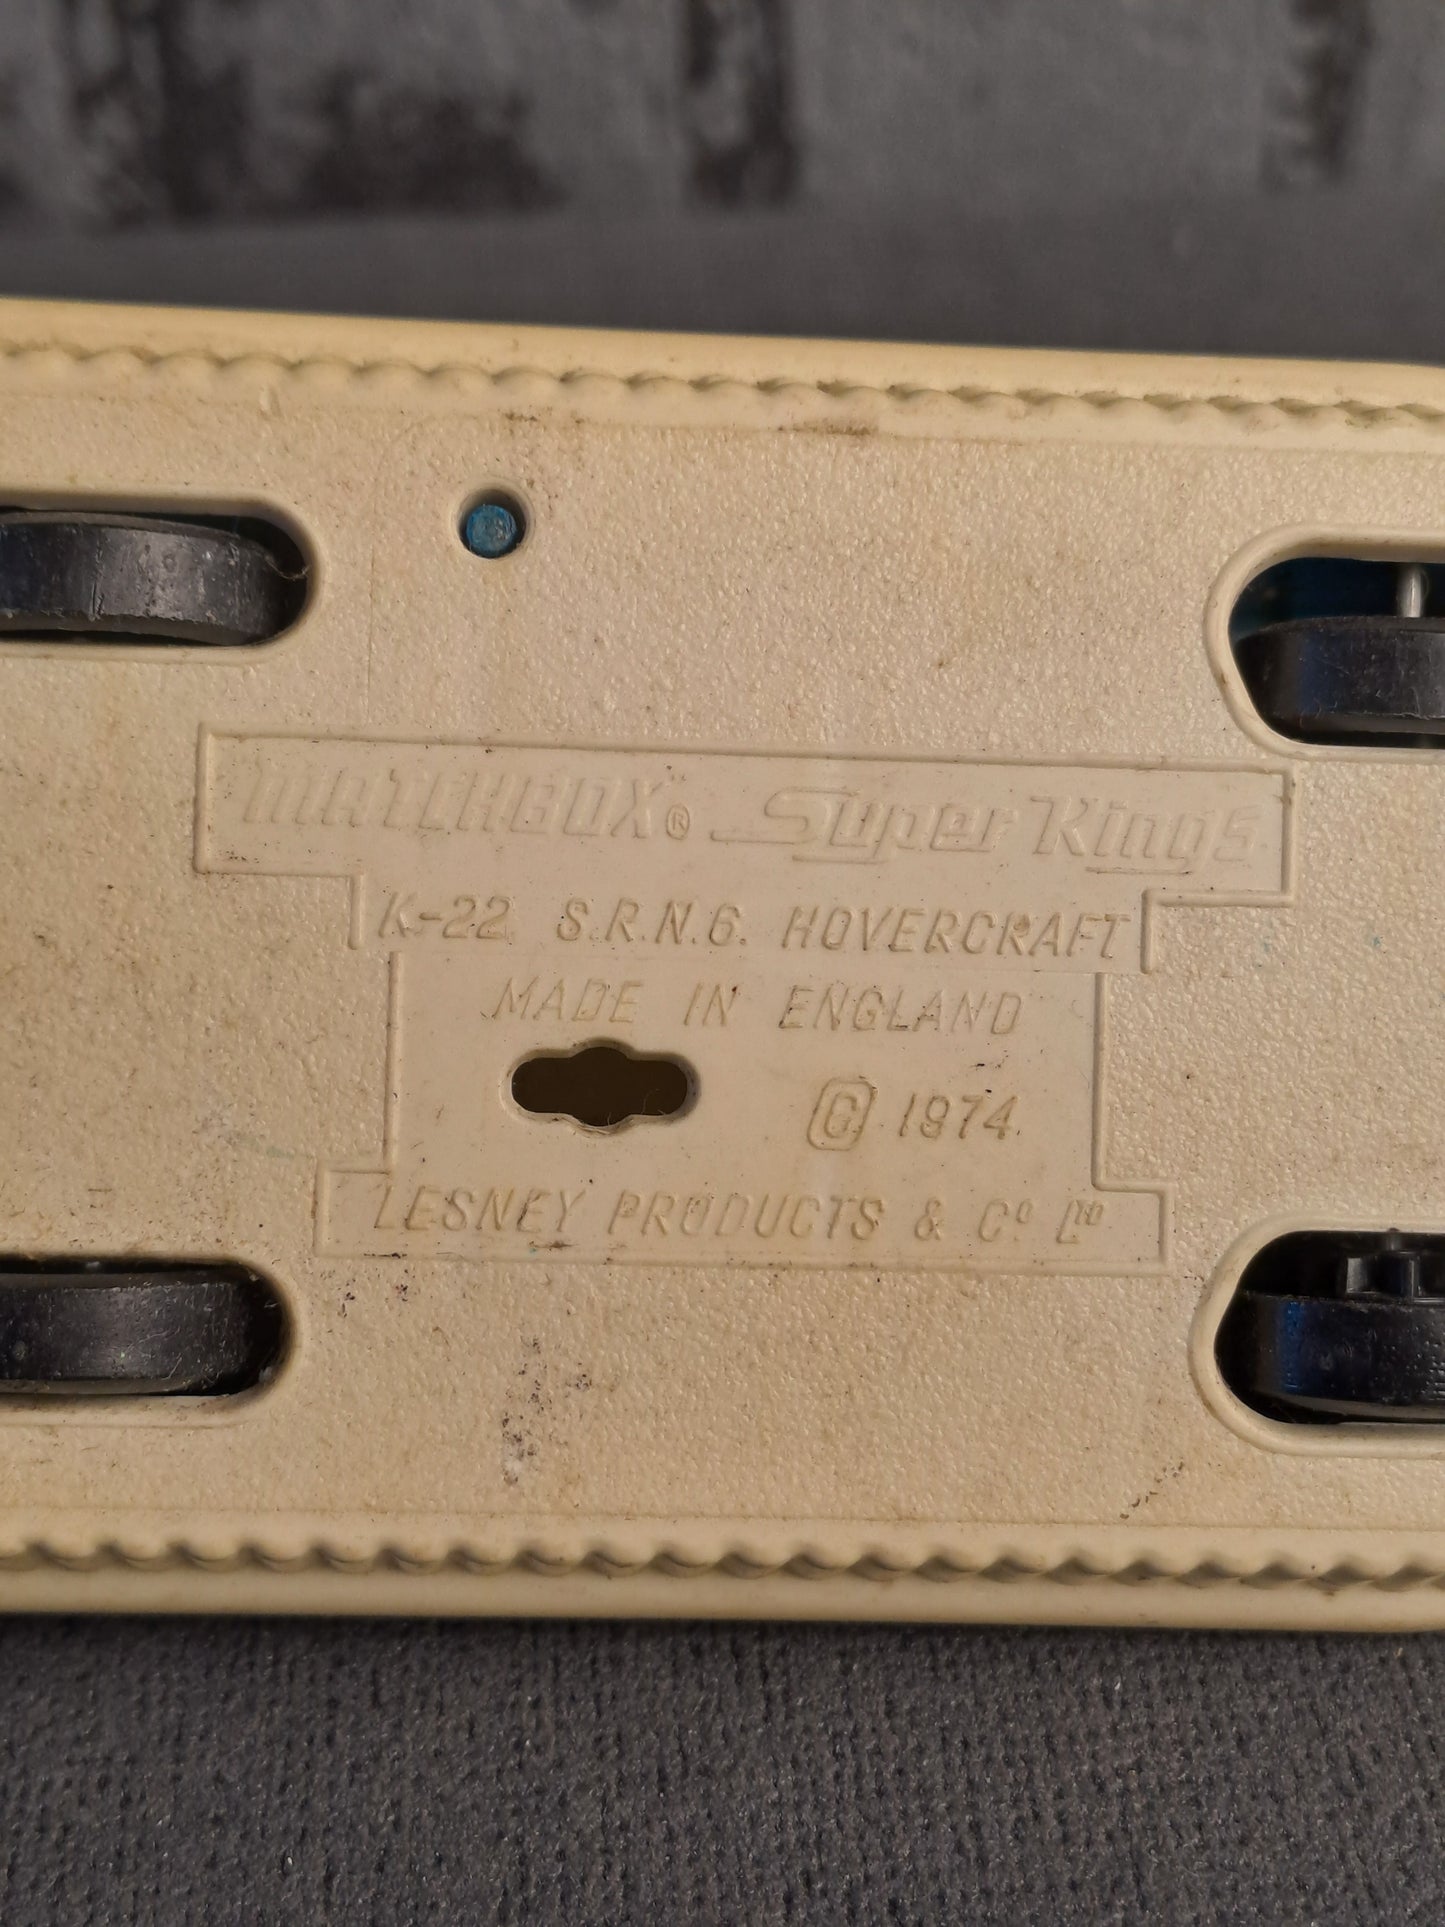 MATCHBOX® Super Kings
K-22 S.R.N.6. HOVERCRAFT
MADE IN ENGLAND
© 1974.
LESNEY PRODUCTS & Cº Lᵀᴰ